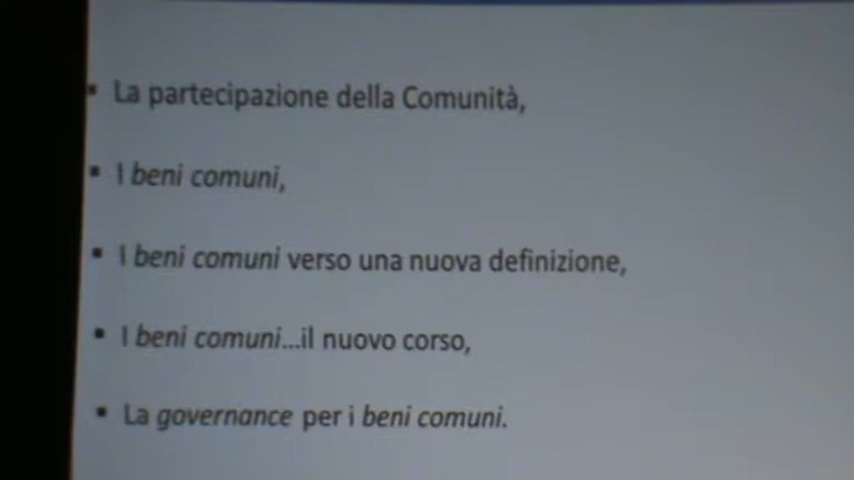 ▪ La partecipazione della Comunità,
▪ I beni comuni,
▪ I beni comuni verso una nuova definizione,
▪ I beni comuni...il nuovo corso,
▪ La governance per i beni comuni.